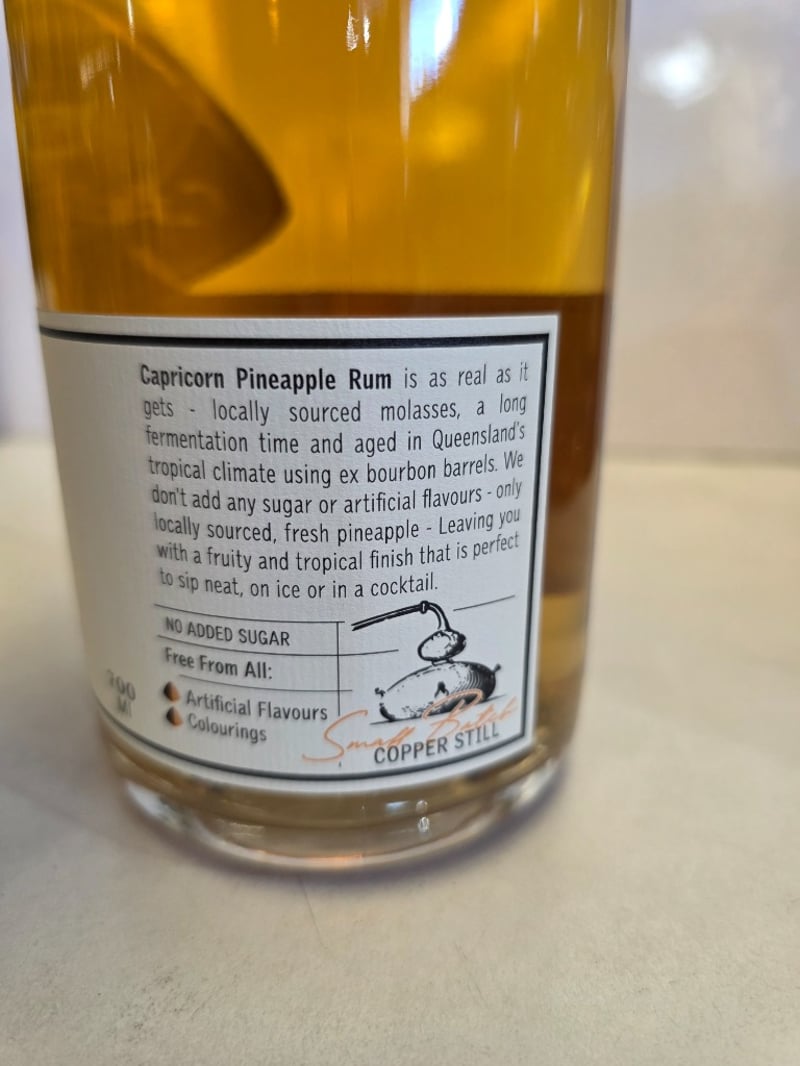 Capricorn Pineapple Rum is as real as it
gets - locally sourced molasses, a long
fermentation time and aged in Queensland's
tropical climate using ex bourbon barrels. We
don't add any sugar or artificial flavours - only
locally sourced, fresh pineapple - Leaving you
with a fruity and tropical finish that is perfect
to sip neat, on ice or in a cocktail.
NO ADDED SUGAR
Free From All:
Artificial Flavours
Colourings
700
Ml
Small Batch
COPPER STILL